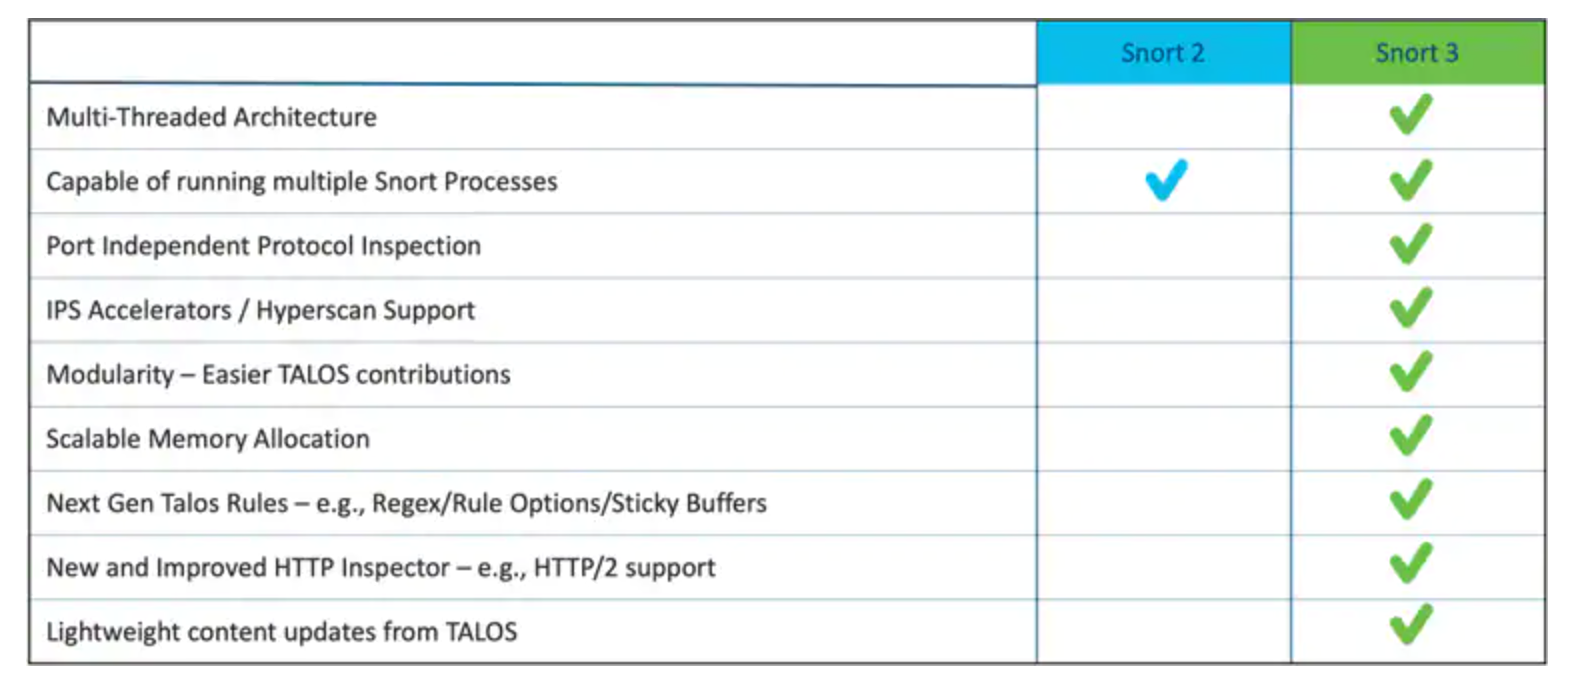 Snort 2 Snort 3
Multi-Threaded Architecture
Capable of running multiple Snort Processes
Port Independent Protocol Inspection
IPS Accelerators / Hyperscan Support
Modularity – Easier TALOS contributions
Scalable Memory Allocation
Next Gen Talos Rules – e.g., Regex/Rule Options/Sticky Buffers
New and Improved HTTP Inspector – e.g., HTTP/2 support
Lightweight content updates from TALOS